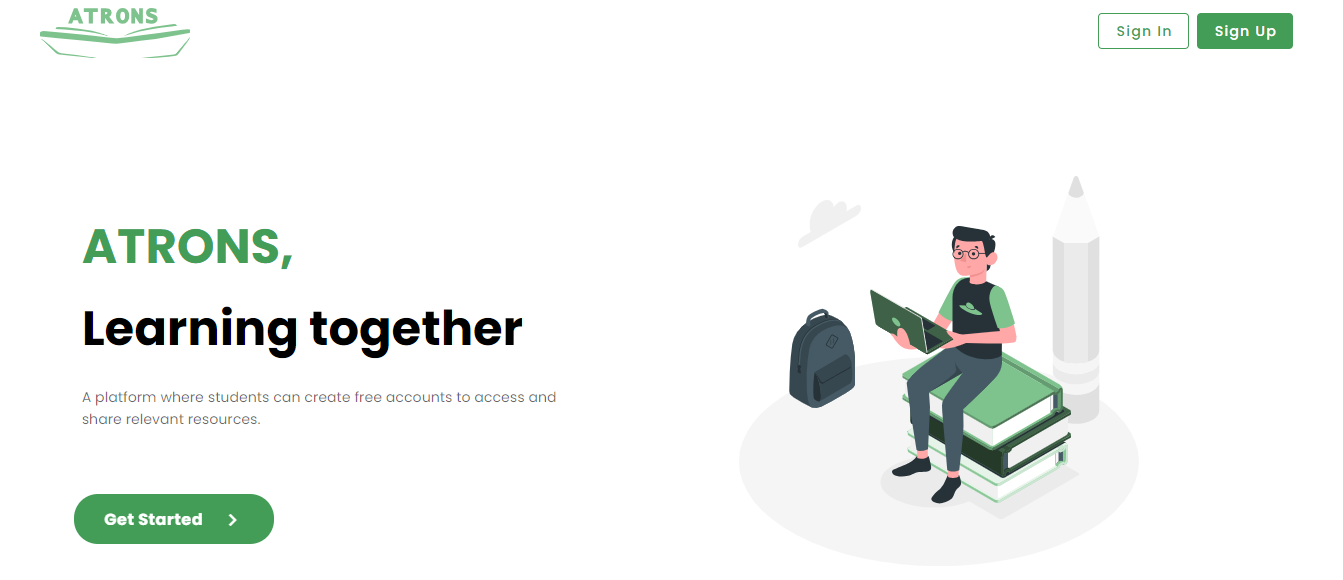 ATRONS
Sign In
Sign Up
ATRONS,
Learning together
A platform where students can create free accounts to access and
share relevant resources.
Get Started